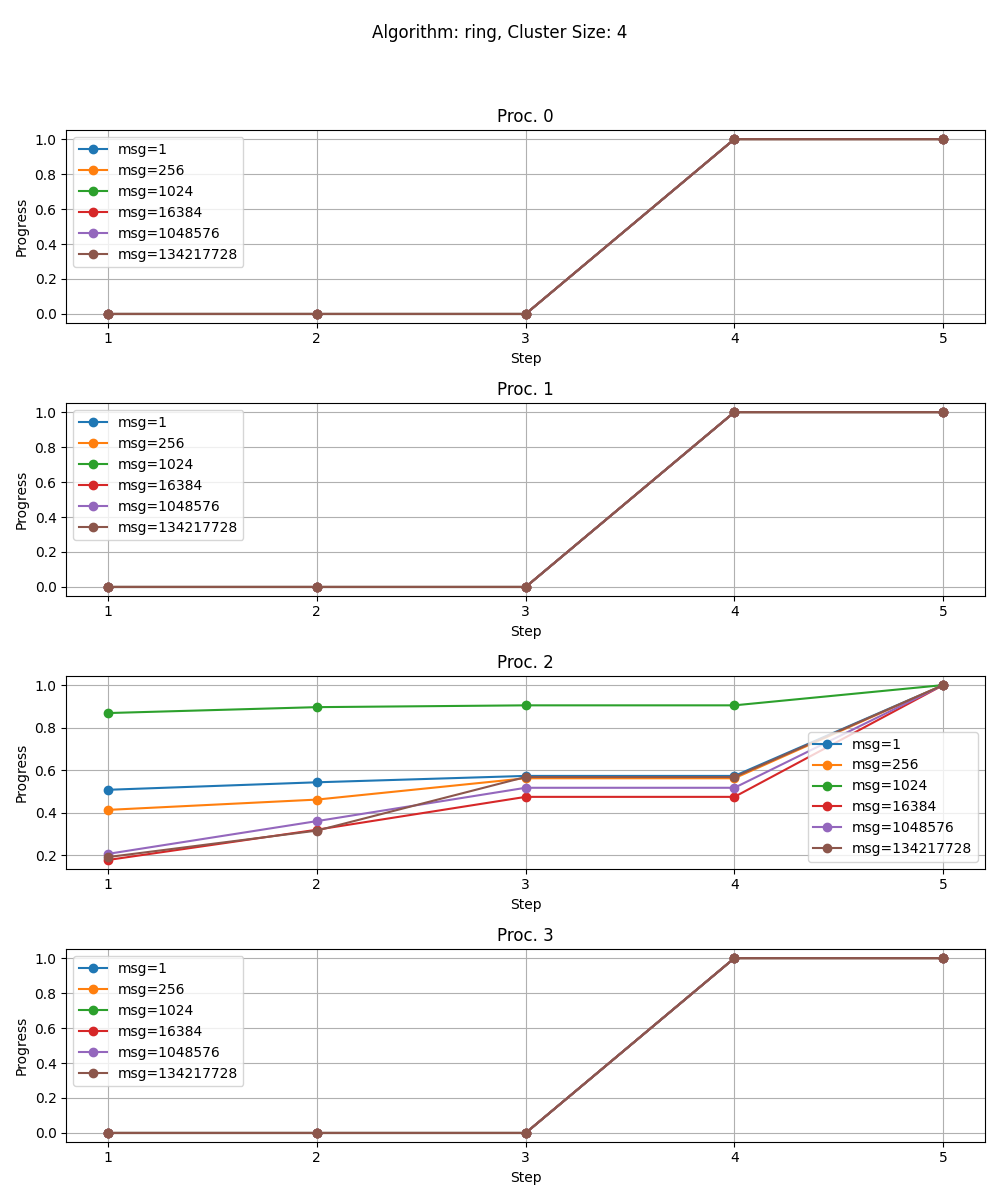 Algorithm: ring, Cluster Size: 4
Proc. 0
Progress
1.0
0.8
0.6
0.4
0.2
0.0
msg=1
msg=256
msg=1024
msg=16384
msg=1048576
msg=134217728
1 2 3 4 5
Step
Proc. 1
Progress
1.0
0.8
0.6
0.4
0.2
0.0
msg=1
msg=256
msg=1024
msg=16384
msg=1048576
msg=134217728
1 2 3 4 5
Step
Proc. 2
Progress
1.0
0.8
0.6
0.4
0.2
msg=1
msg=256
msg=1024
msg=16384
msg=1048576
msg=134217728
1 2 3 4 5
Step
Proc. 3
Progress
1.0
0.8
0.6
0.4
0.2
0.0
msg=1
msg=256
msg=1024
msg=16384
msg=1048576
msg=134217728
1 2 3 4 5
Step